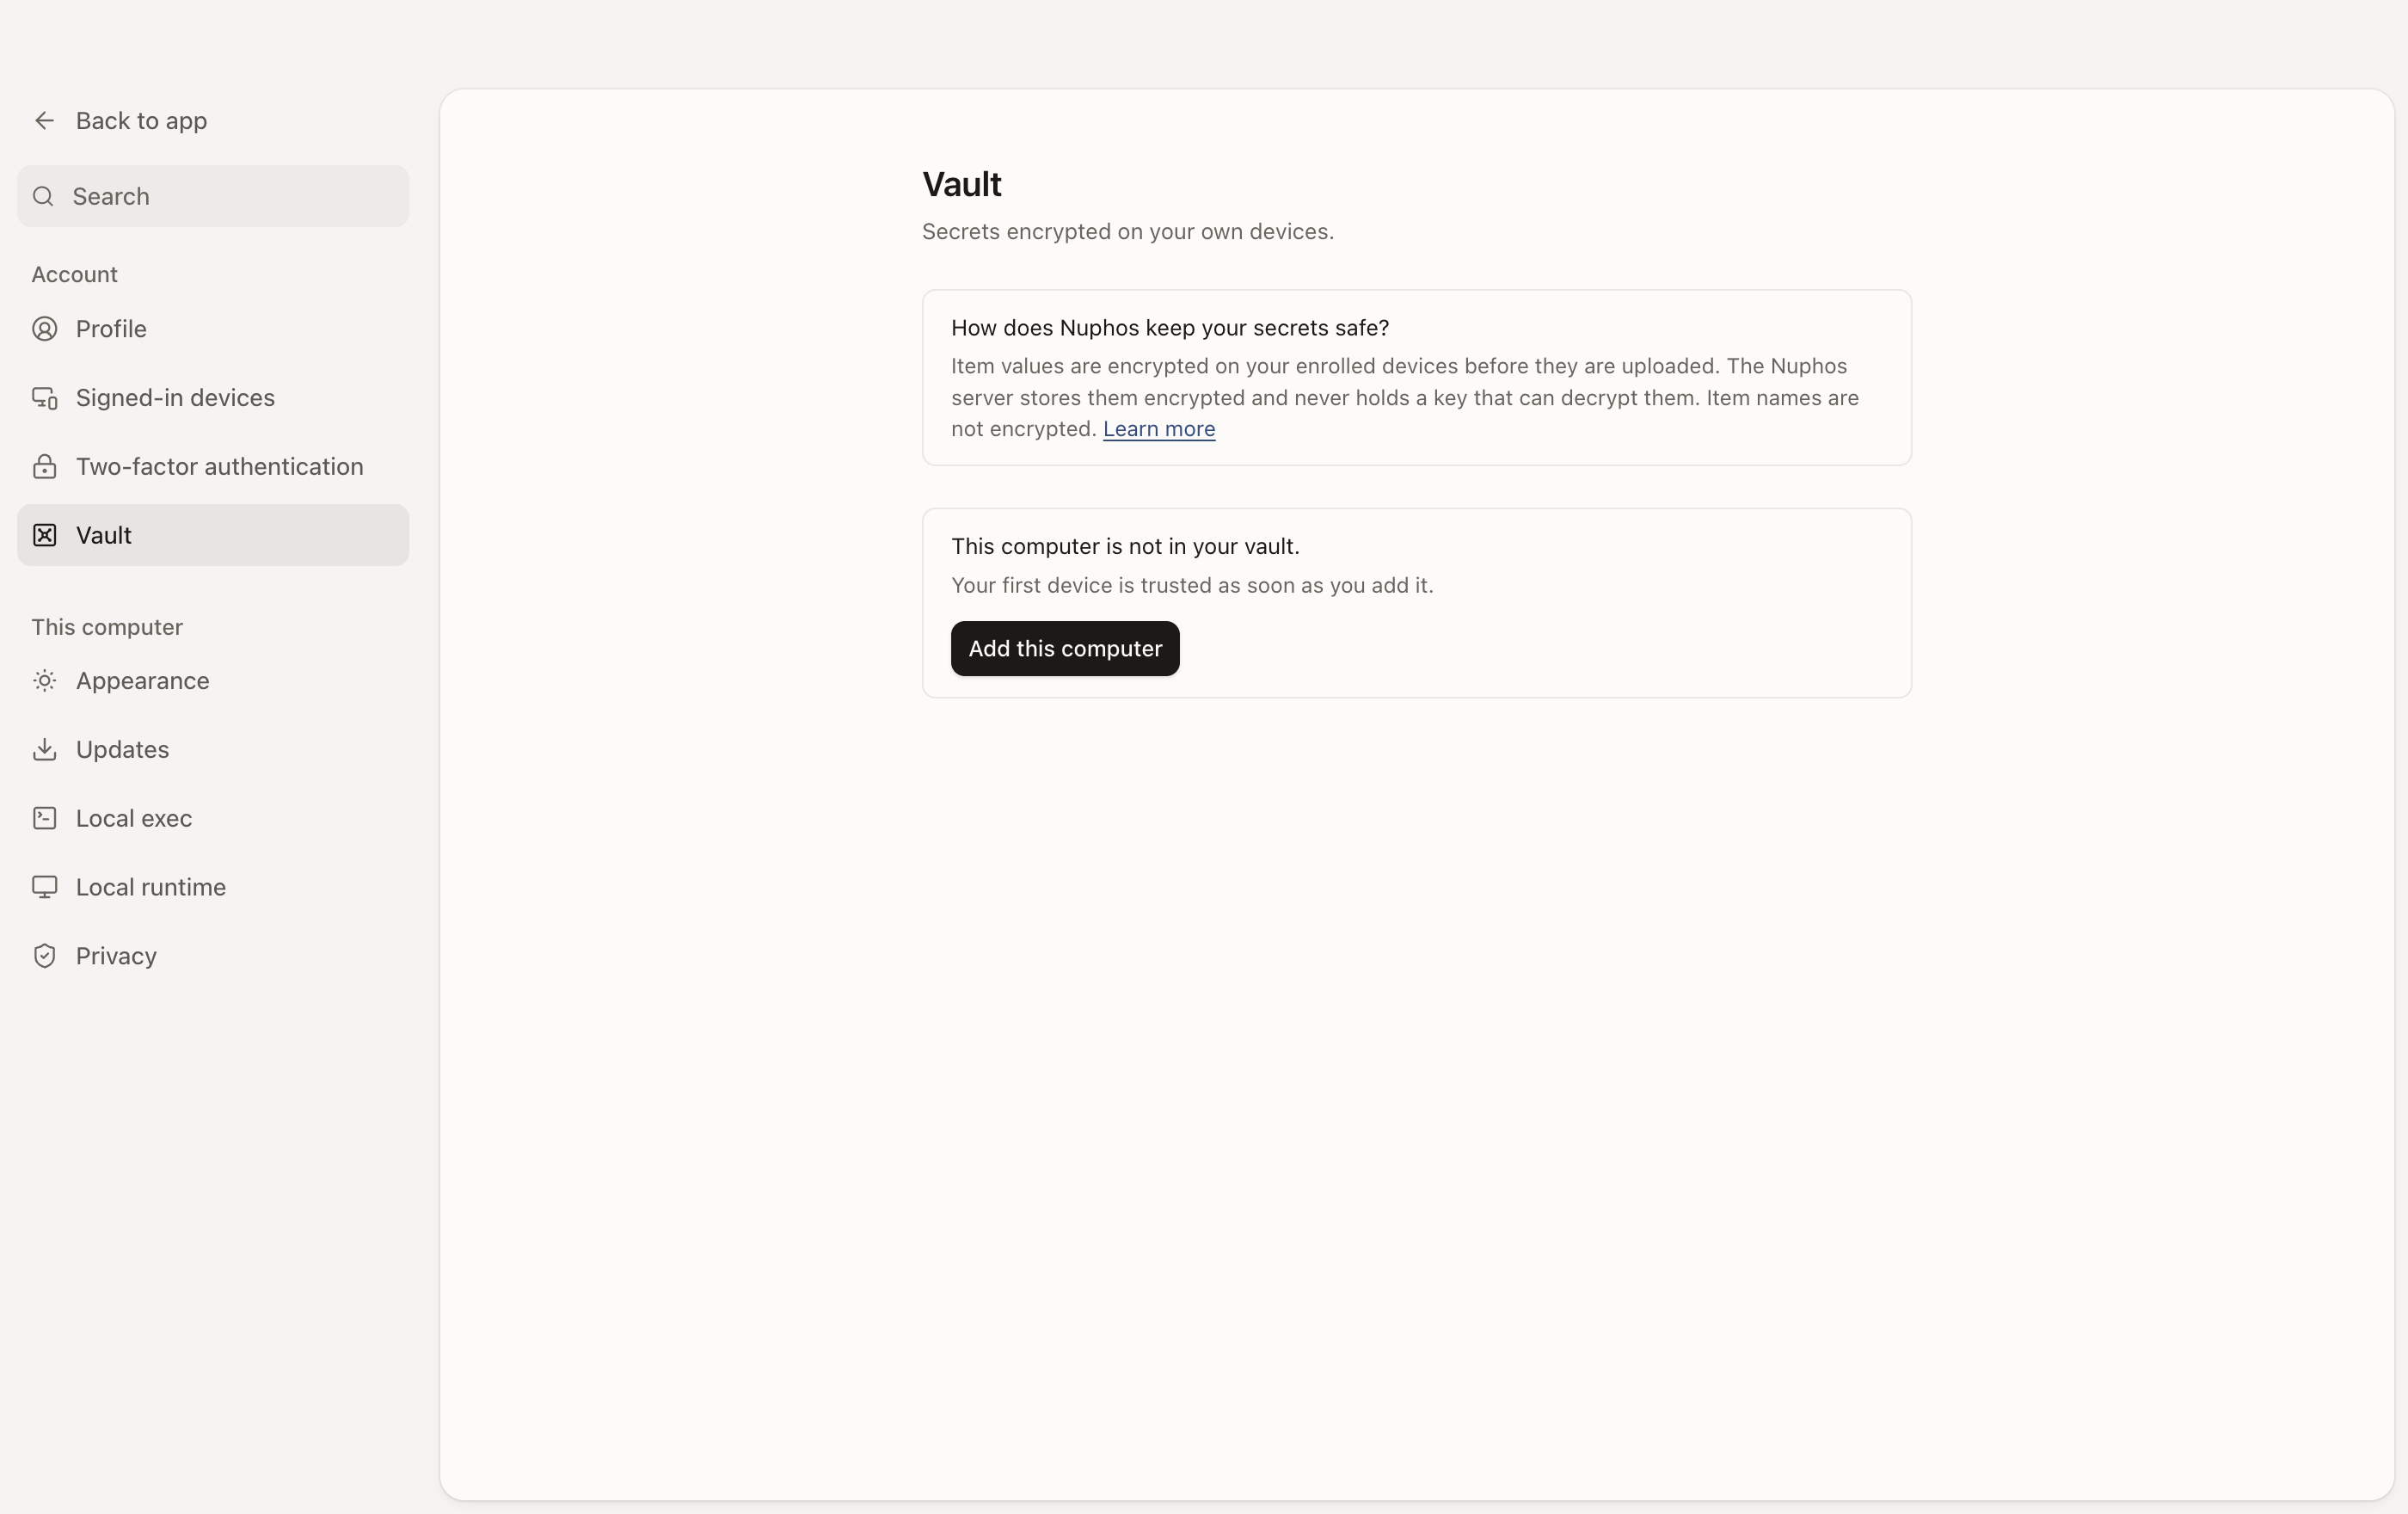 Back to app
Search
Account
Profile
Signed-in devices
Two-factor authentication
Vault
This computer
Appearance
Updates
Local exec
Local runtime
Privacy
Vault
Secrets encrypted on your own devices.
How does Nuphos keep your secrets safe?
Item values are encrypted on your enrolled devices before they are uploaded. The Nuphos
server stores them encrypted and never holds a key that can decrypt them. Item names are
not encrypted. Learn more
This computer is not in your vault.
Your first device is trusted as soon as you add it.
Add this computer